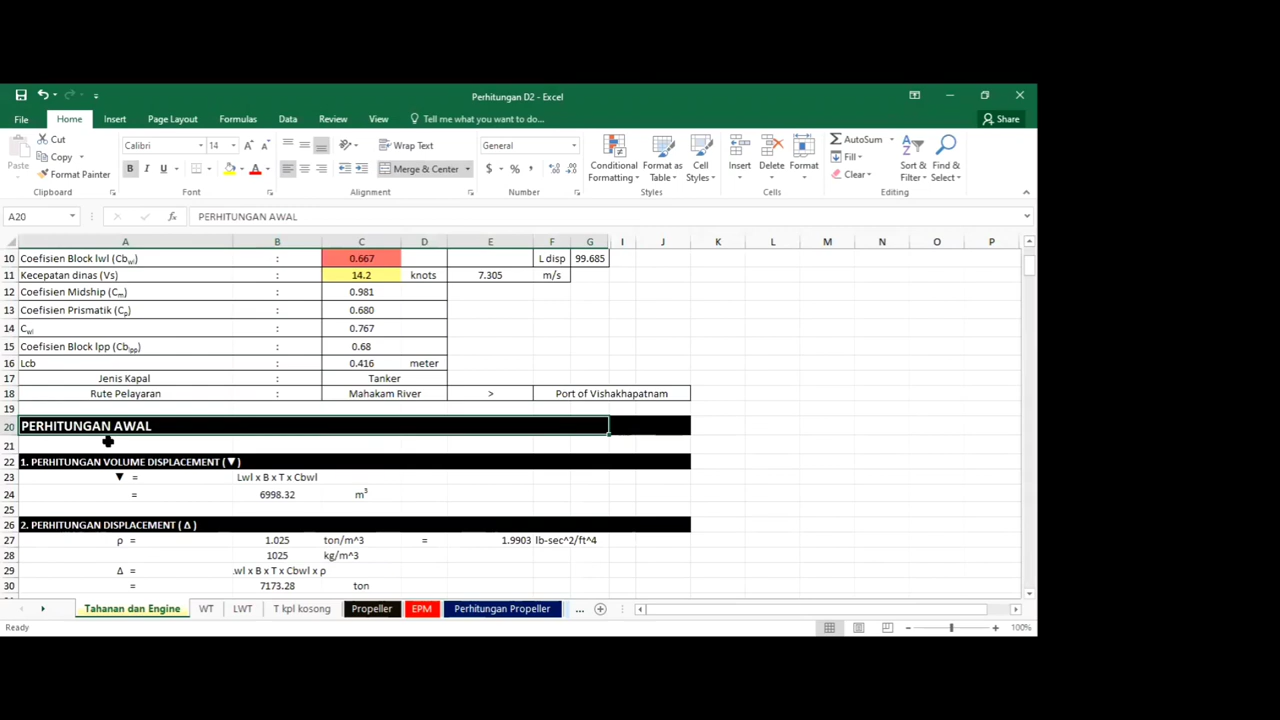 Perhitungan D2 - Excel
File Home Insert Page Layout Formulas Data Review View Tell me what you want to do... Share
Cut
Copy
Format Painter
Paste
Clipboard
Calibri 14
B I U
Font
Wrap Text
Merge & Center
Alignment
General
$ % ,
Number
Conditional Formatting
Format as Table
Cell Styles
Styles
Insert Delete Format
Cells
AutoSum
Fill
Clear
Sort & Filter
Find & Select
Editing
A20 fx PERHITUNGAN AWAL
A B C D E F G I J K L M N O P
10 Coefisien Block lwl (Cbwl) : 0.667 L disp 99.685
11 Kecepatan dinas (Vs) : 14.2 knots 7.305 m/s
12 Coefisien Midship (Cm) : 0.981
13 Coefisien Prismatik (Cp) : 0.680
14 Cwl : 0.767
15 Coefisien Block lpp (Cblpp) : 0.68
16 Lcb : 0.416 meter
17 Jenis Kapal : Tanker
18 Rute Pelayaran : Mahakam River > Port of Vishakhapatnam
19
20 PERHITUNGAN AWAL
21
22 1. PERHITUNGAN VOLUME DISPLACEMENT (▼)
23 ▼ = Lwl x B x T x Cbwl
24 = 6998.32 m³
25
26 2. PERHITUNGAN DISPLACEMENT ( Δ )
27 ρ = 1.025 ton/m^3 = 1.9903 lb-sec^2/ft^4
28 1025 kg/m^3
29 Δ = wl x B x T x Cbwl x ρ
30 = 7173.28 ton
Tahanan dan Engine WT LWT T kpl kosong Propeller EPM Perhitungan Propeller ...
Ready 100%